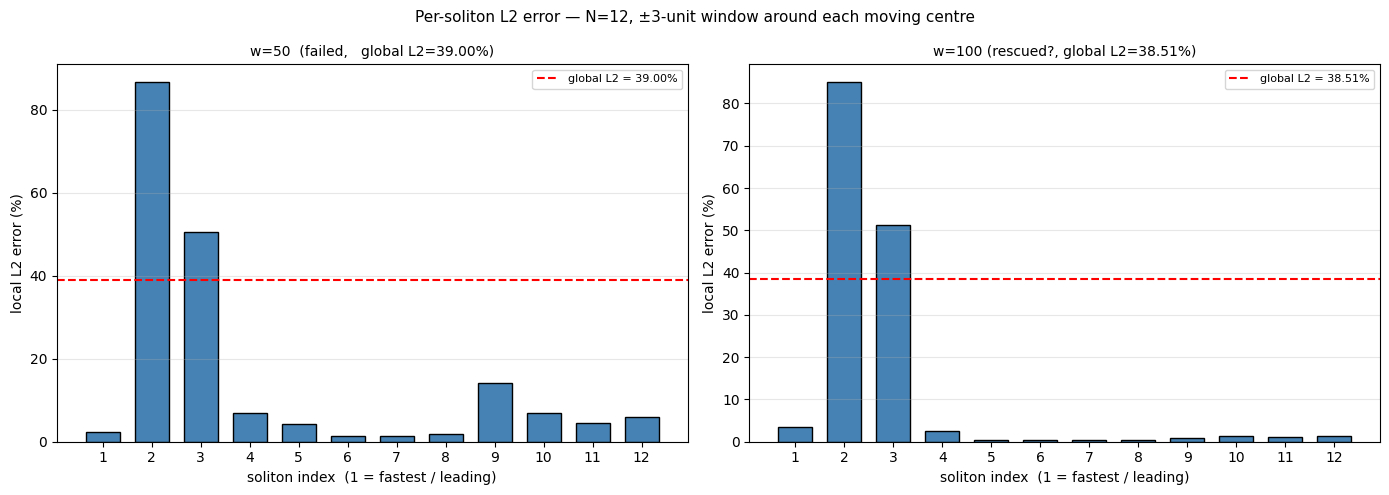 Per-soliton L2 error — N=12, ±3-unit window around each moving centre
w=50  (failed,   global L2=39.00%)
global L2 = 39.00%
local L2 error (%)
80
60
40
20
0
1 2 3 4 5 6 7 8 9 10 11 12
soliton index  (1 = fastest / leading)
w=100 (rescued?, global L2=38.51%)
global L2 = 38.51%
local L2 error (%)
80
70
60
50
40
30
20
10
0
1 2 3 4 5 6 7 8 9 10 11 12
soliton index  (1 = fastest / leading)